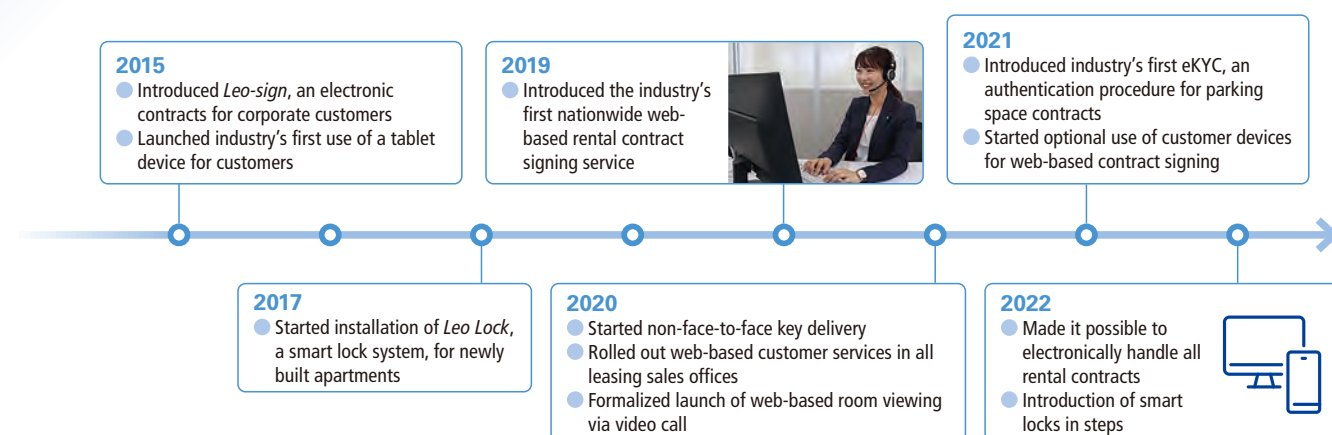 2015
Introduced Leo-sign, an electronic
contracts for corporate customers
Launched industry's first use of a tablet
device for customers
2017
Started installation of Leo Lock,
a smart lock system, for newly
built apartments
2019
Introduced the industry's
first nationwide web-
based rental contract
signing service
2020
Started non-face-to-face key delivery
Rolled out web-based customer services in all
leasing sales offices
Formalized launch of web-based room viewing
via video call
2021
Introduced industry's first eKYC, an
authentication procedure for parking
space contracts
Started optional use of customer devices
for web-based contract signing
2022
Made it possible to
electronically handle all
rental contracts
Introduction of smart
locks in steps